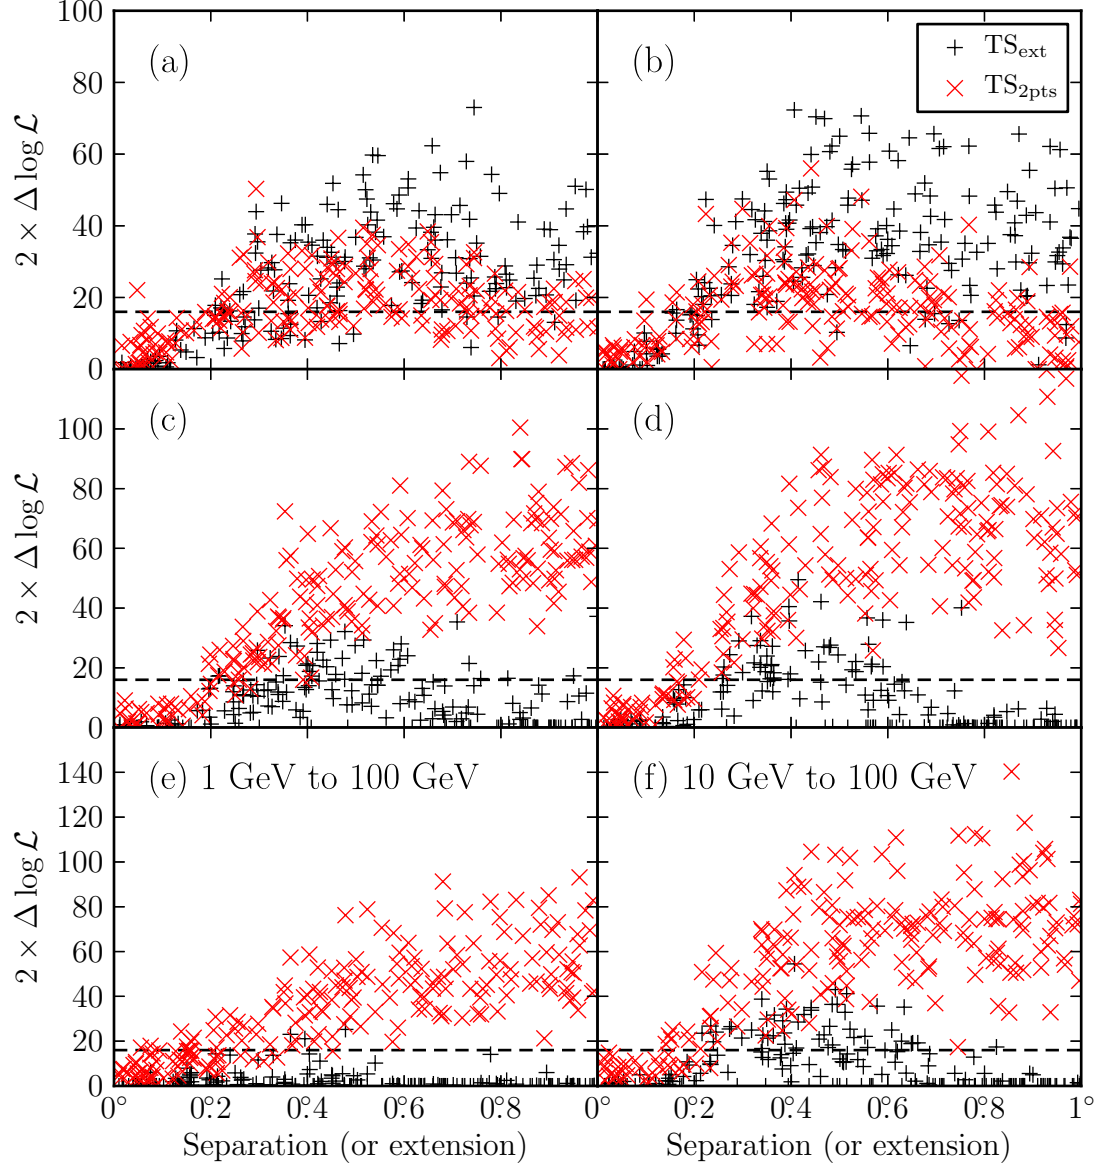 100
80
60
40
20
0
2 × Δ log ℒ
(a)
(b)
TS_ext
TS_2pts
100
80
60
40
20
0
2 × Δ log ℒ
(c)
(d)
140
120
100
80
60
40
20
0
2 × Δ log ℒ
(e) 1 GeV to 100 GeV
(f) 10 GeV to 100 GeV
0° 0°.2 0°.4 0°.6 0°.8 0° 0°.2 0°.4 0°.6 0°.8 1°
Separation (or extension) Separation (or extension)